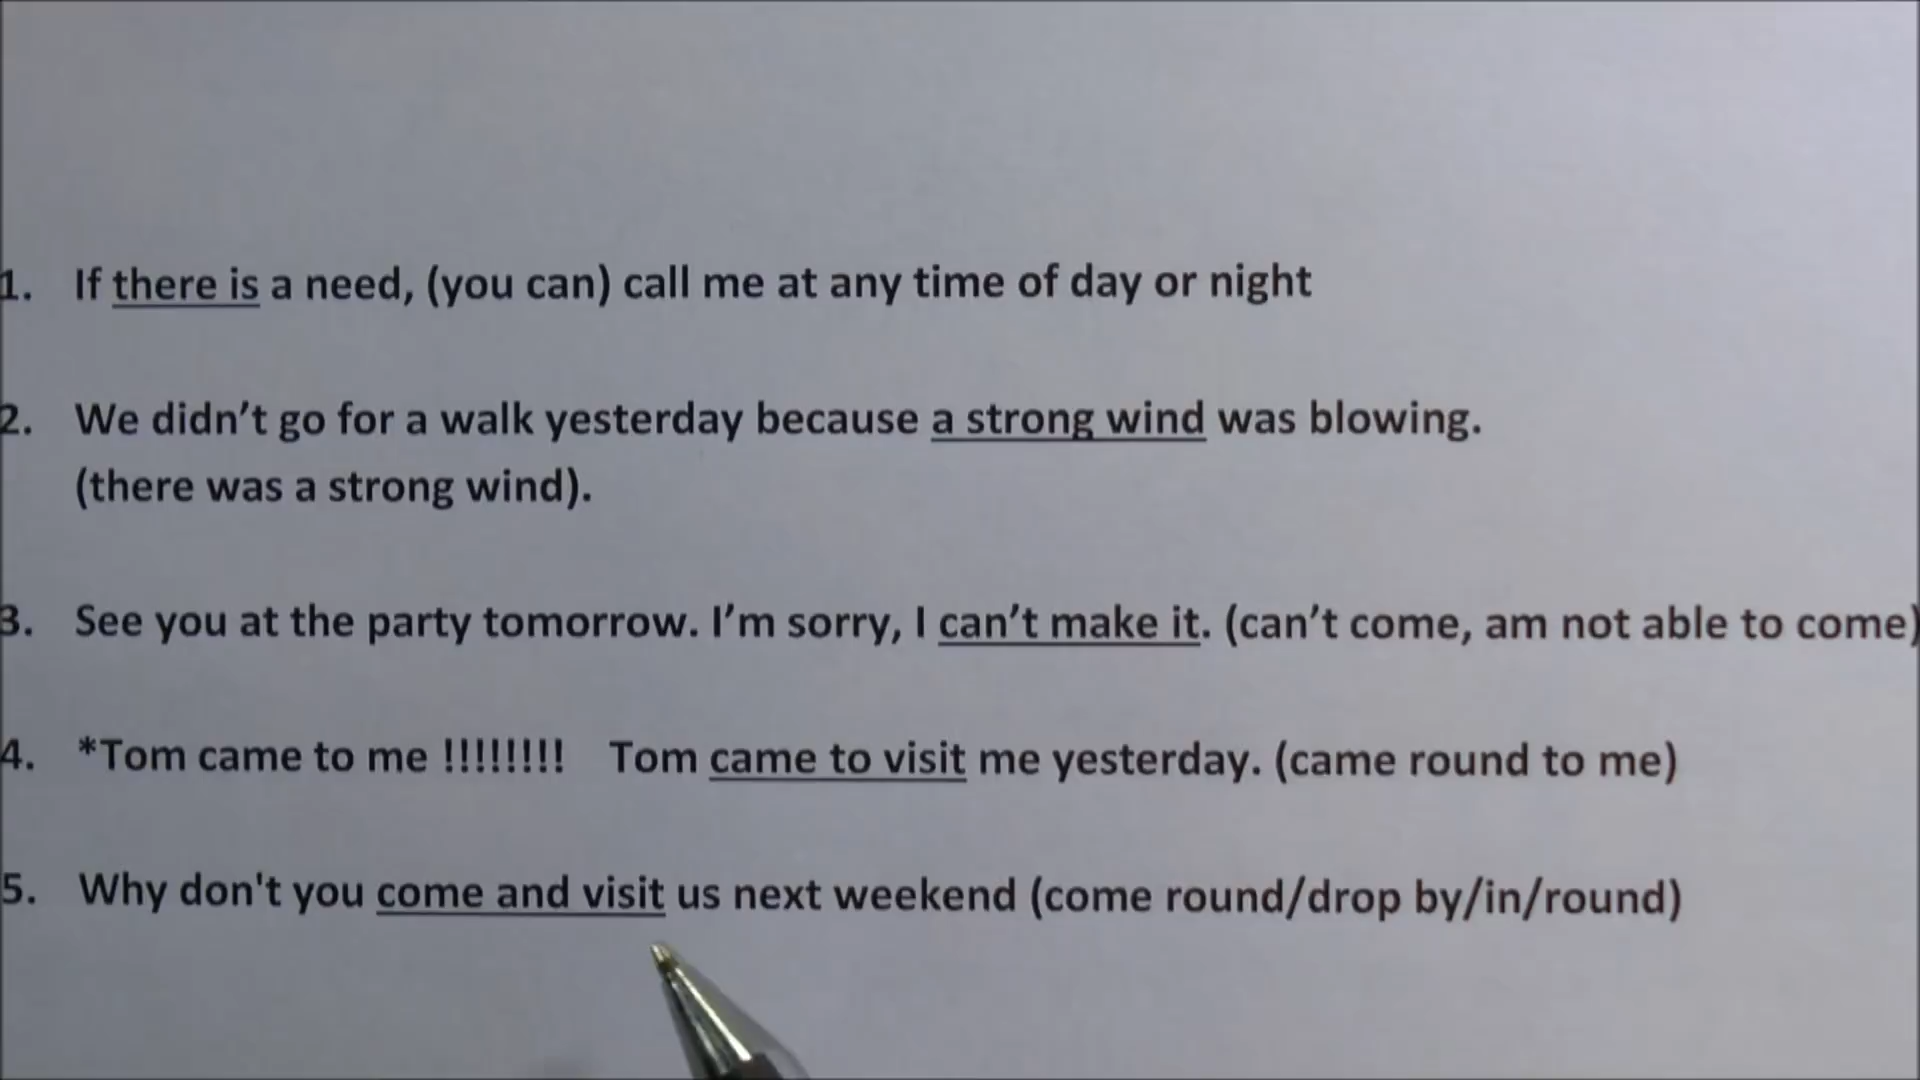 1. If there is a need, (you can) call me at any time of day or night
2. We didn’t go for a walk yesterday because a strong wind was blowing.
(there was a strong wind).
3. See you at the party tomorrow. I’m sorry, I can’t make it. (can’t come, am not able to come)
4. *Tom came to me !!!!!!!! Tom came to visit me yesterday. (came round to me)
5. Why don't you come and visit us next weekend (come round/drop by/in/round)